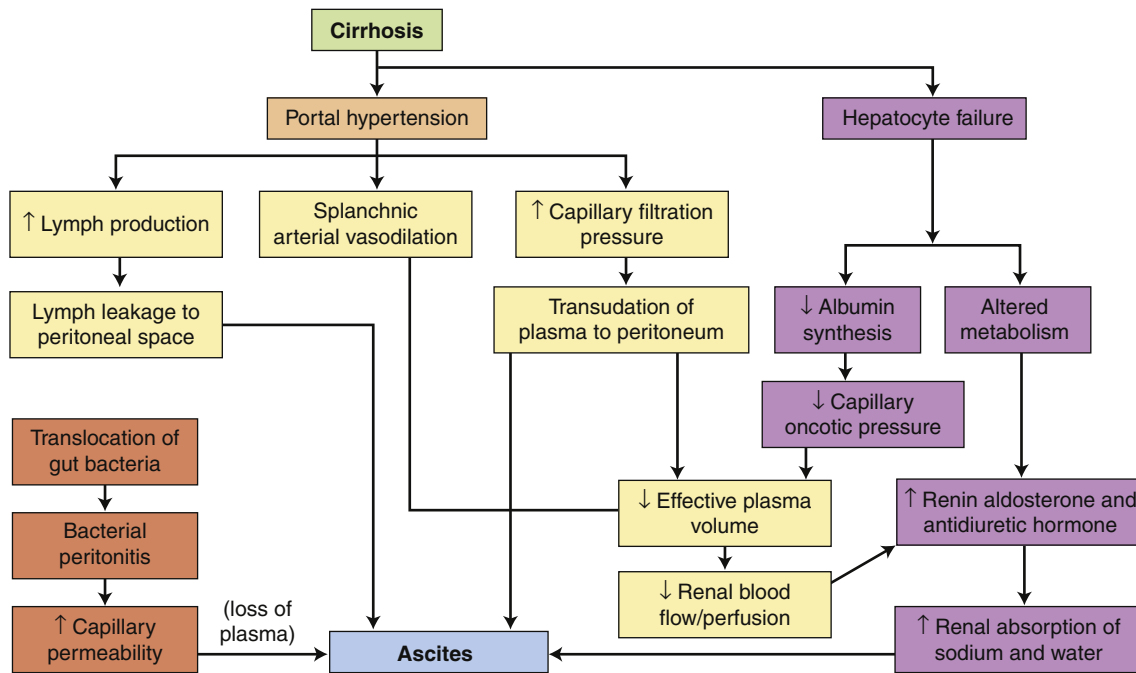 Cirrhosis
Portal hypertension
Hepatocyte failure
↑ Lymph production
Splanchnic
arterial vasodilation
↑ Capillary filtration
pressure
Lymph leakage to
peritoneal space
Transudation of
plasma to peritoneum
↓ Albumin
synthesis
Altered
metabolism
↓ Capillary
oncotic pressure
Translocation of
gut bacteria
↓ Effective plasma
volume
↑ Renin aldosterone and
antidiuretic hormone
Bacterial
peritonitis
↓ Renal blood
flow/perfusion
↑ Capillary
permeability
(loss of
plasma)
Ascites
↑ Renal absorption of
sodium and water